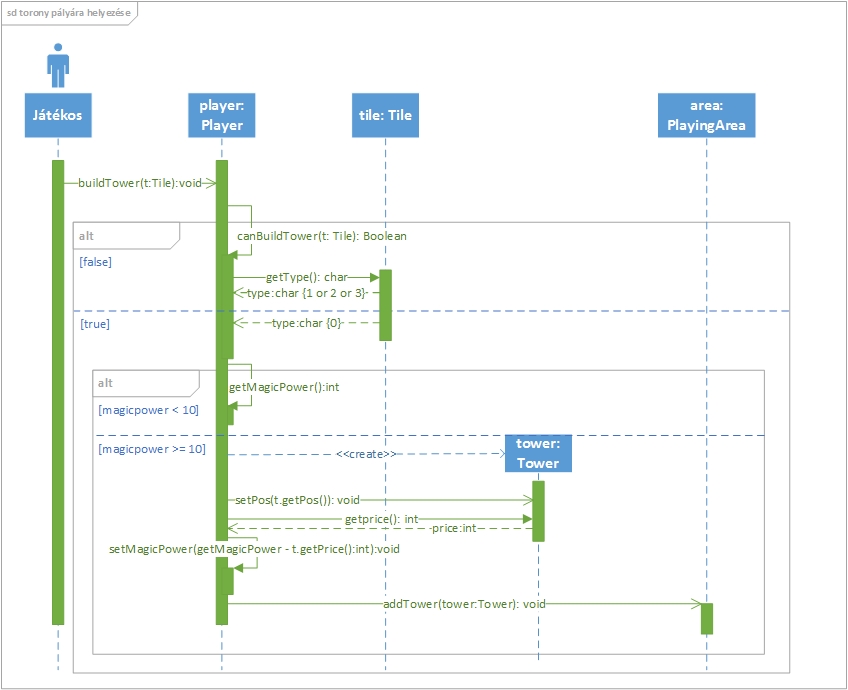 sd torony pályára helyezése
Játékos
player:
Player
tile: Tile
area:
PlayingArea
buildTower(t:Tile):void
canBuildTower(t: Tile): Boolean
alt
[false]
getType(): char
type:char {1 or 2 or 3}
[true]
type:char {0}
alt
getMagicPower():int
[magicpower < 10]
[magicpower >= 10]
<<create>>
tower:
Tower
setPos(t.getPos()): void
getprice(): int
price:int
setMagicPower(getMagicPower - t.getPrice():int):void
addTower(tower:Tower): void